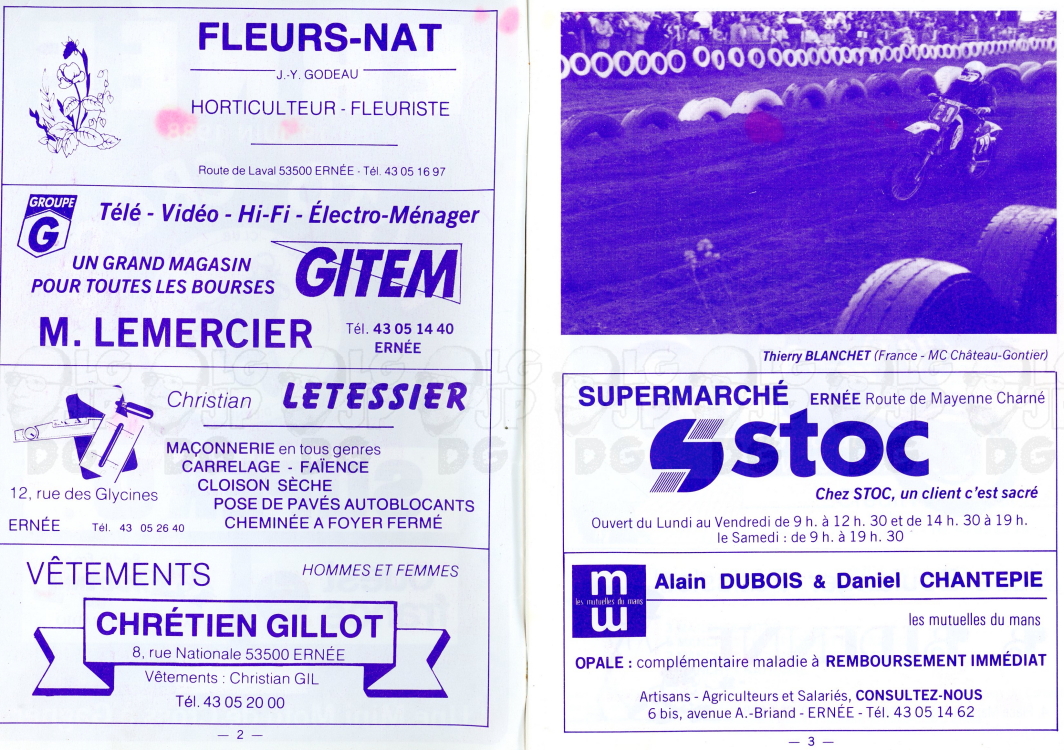 FLEURS-NAT
J.-Y. GODEAU
HORTICULTEUR - FLEURISTE
Route de Laval 53500 ERNÉE - Tél. 43 05 16 97
GROUPE
G
Télé - Vidéo - Hi-Fi - Électro-Ménager
UN GRAND MAGASIN
POUR TOUTES LES BOURSES
GITEM
M. LEMERCIER
Tél. 43 05 14 40
ERNÉE
Christian LETESSIER
MAÇONNERIE en tous genres
CARRELAGE - FAÏENCE
CLOISON SÈCHE
POSE DE PAVÉS AUTOBLOCANTS
CHEMINÉE A FOYER FERMÉ
12, rue des Glycines
ERNÉE Tél. 43 05 26 40
VÊTEMENTS
HOMMES ET FEMMES
CHRÉTIEN GILLOT
8, rue Nationale 53500 ERNÉE
Vêtements : Christian GIL
Tél. 43 05 20 00
— 2 —
Thierry BLANCHET (France - MC Château-Gontier)
SUPERMARCHÉ ERNÉE Route de Mayenne Charné
stoc
Chez STOC, un client c'est sacré
Ouvert du Lundi au Vendredi de 9 h. à 12 h. 30 et de 14 h. 30 à 19 h.
le Samedi : de 9 h. à 19 h. 30
m
les mutuelles du mans
m
Alain DUBOIS & Daniel CHANTEPIE
les mutuelles du mans
OPALE : complémentaire maladie à REMBOURSEMENT IMMÉDIAT
Artisans - Agriculteurs et Salariés, CONSULTEZ-NOUS
6 bis, avenue A.-Briand - ERNÉE - Tél. 43 05 14 62
— 3 —
LG
JP
DG